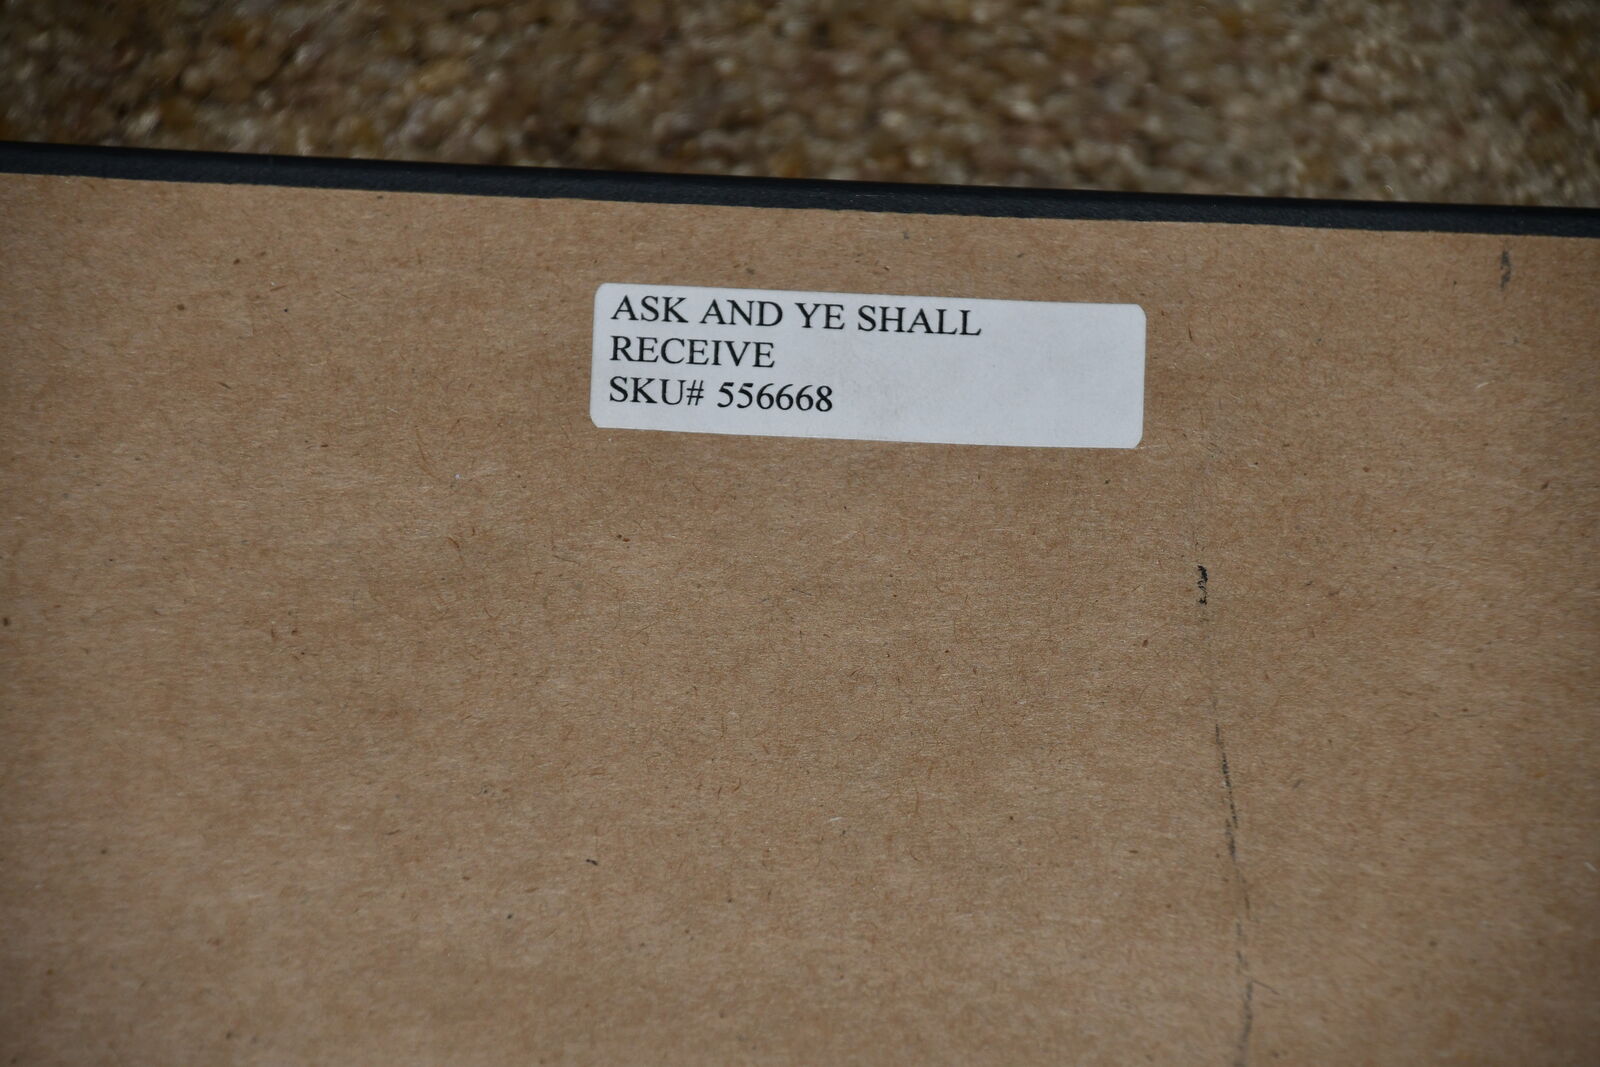 ASK AND YE SHALL
RECEIVE
SKU# 556668